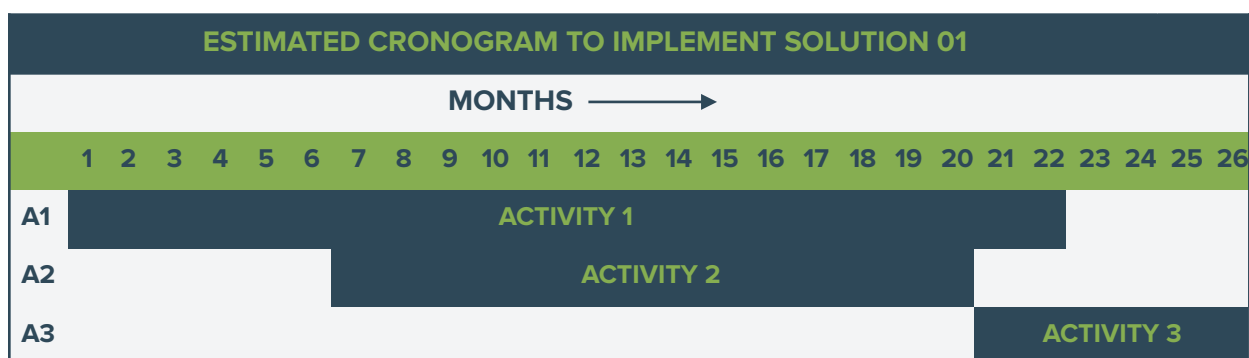 ESTIMATED CRONOGRAM TO IMPLEMENT SOLUTION 01
MONTHS
1 2 3 4 5 6 7 8 9 10 11 12 13 14 15 16 17 18 19 20 21 22 23 24 25 26
A1 ACTIVITY 1
A2 ACTIVITY 2
A3 ACTIVITY 3